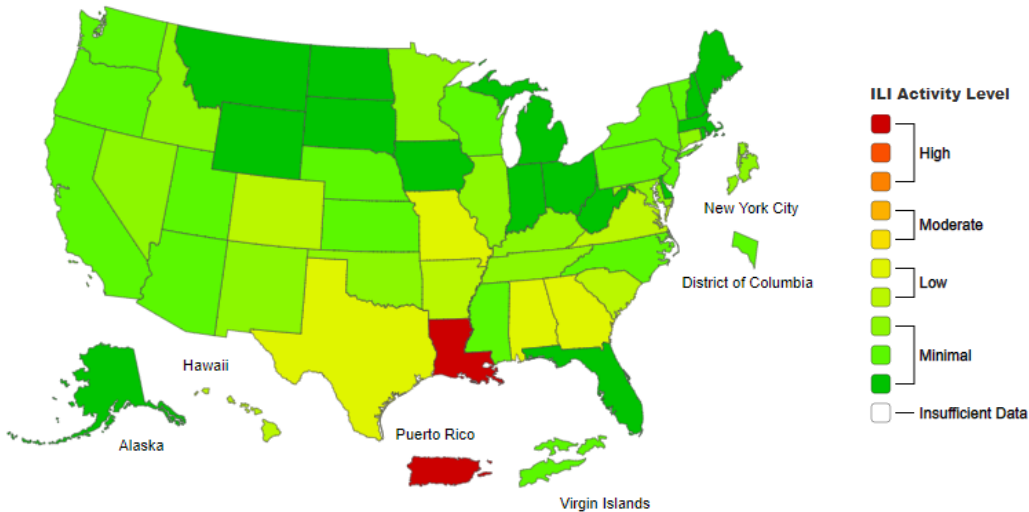 ILI Activity Level
High
Moderate
Low
Minimal
Insufficient Data
New York City
District of Columbia
Hawaii
Alaska
Puerto Rico
Virgin Islands